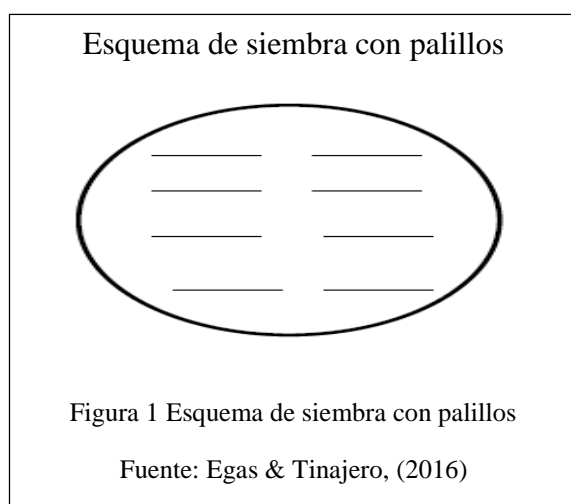 Esquema de siembra con palillos
Figura 1 Esquema de siembra con palillos
Fuente: Egas & Tinajero, (2016)